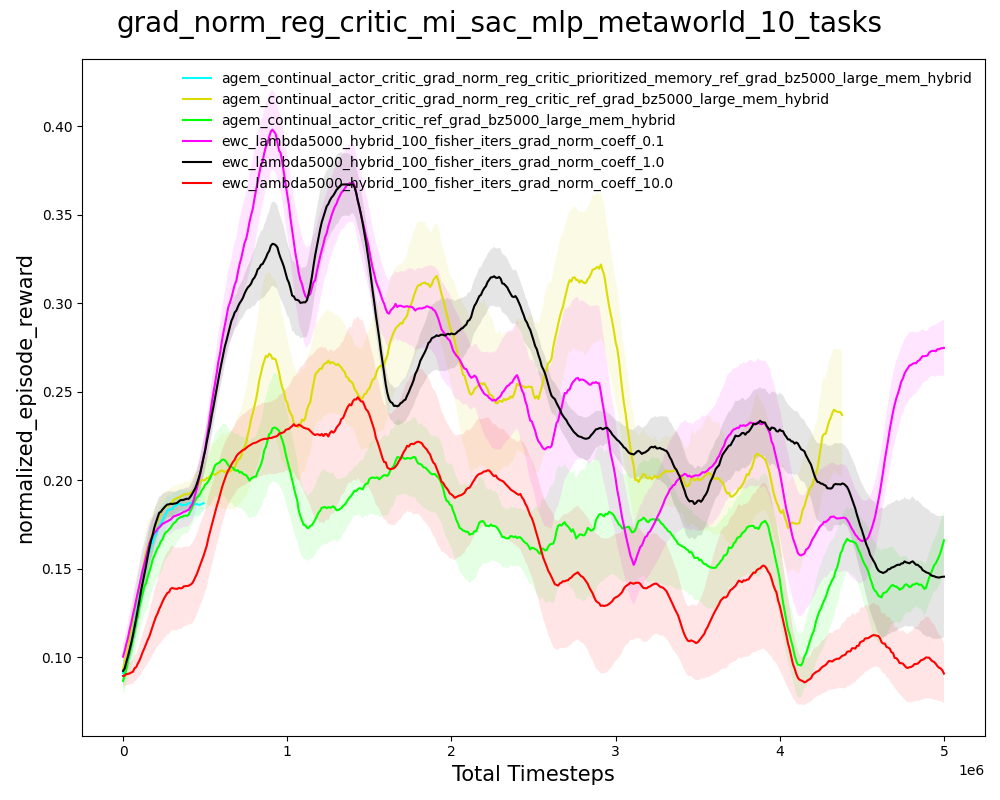 grad_norm_reg_critic_mi_sac_mlp_metaworld_10_tasks
agem_continual_actor_critic_grad_norm_reg_critic_prioritized_memory_ref_grad_bz5000_large_mem_hybrid
agem_continual_actor_critic_grad_norm_reg_critic_ref_grad_bz5000_large_mem_hybrid
agem_continual_actor_critic_ref_grad_bz5000_large_mem_hybrid
ewc_lambda5000_hybrid_100_fisher_iters_grad_norm_coeff_0.1
ewc_lambda5000_hybrid_100_fisher_iters_grad_norm_coeff_1.0
ewc_lambda5000_hybrid_100_fisher_iters_grad_norm_coeff_10.0
normalized_episode_reward
0.40
0.35
0.30
0.25
0.20
0.15
0.10
0 1 2 3 4 5
1e6
Total Timesteps